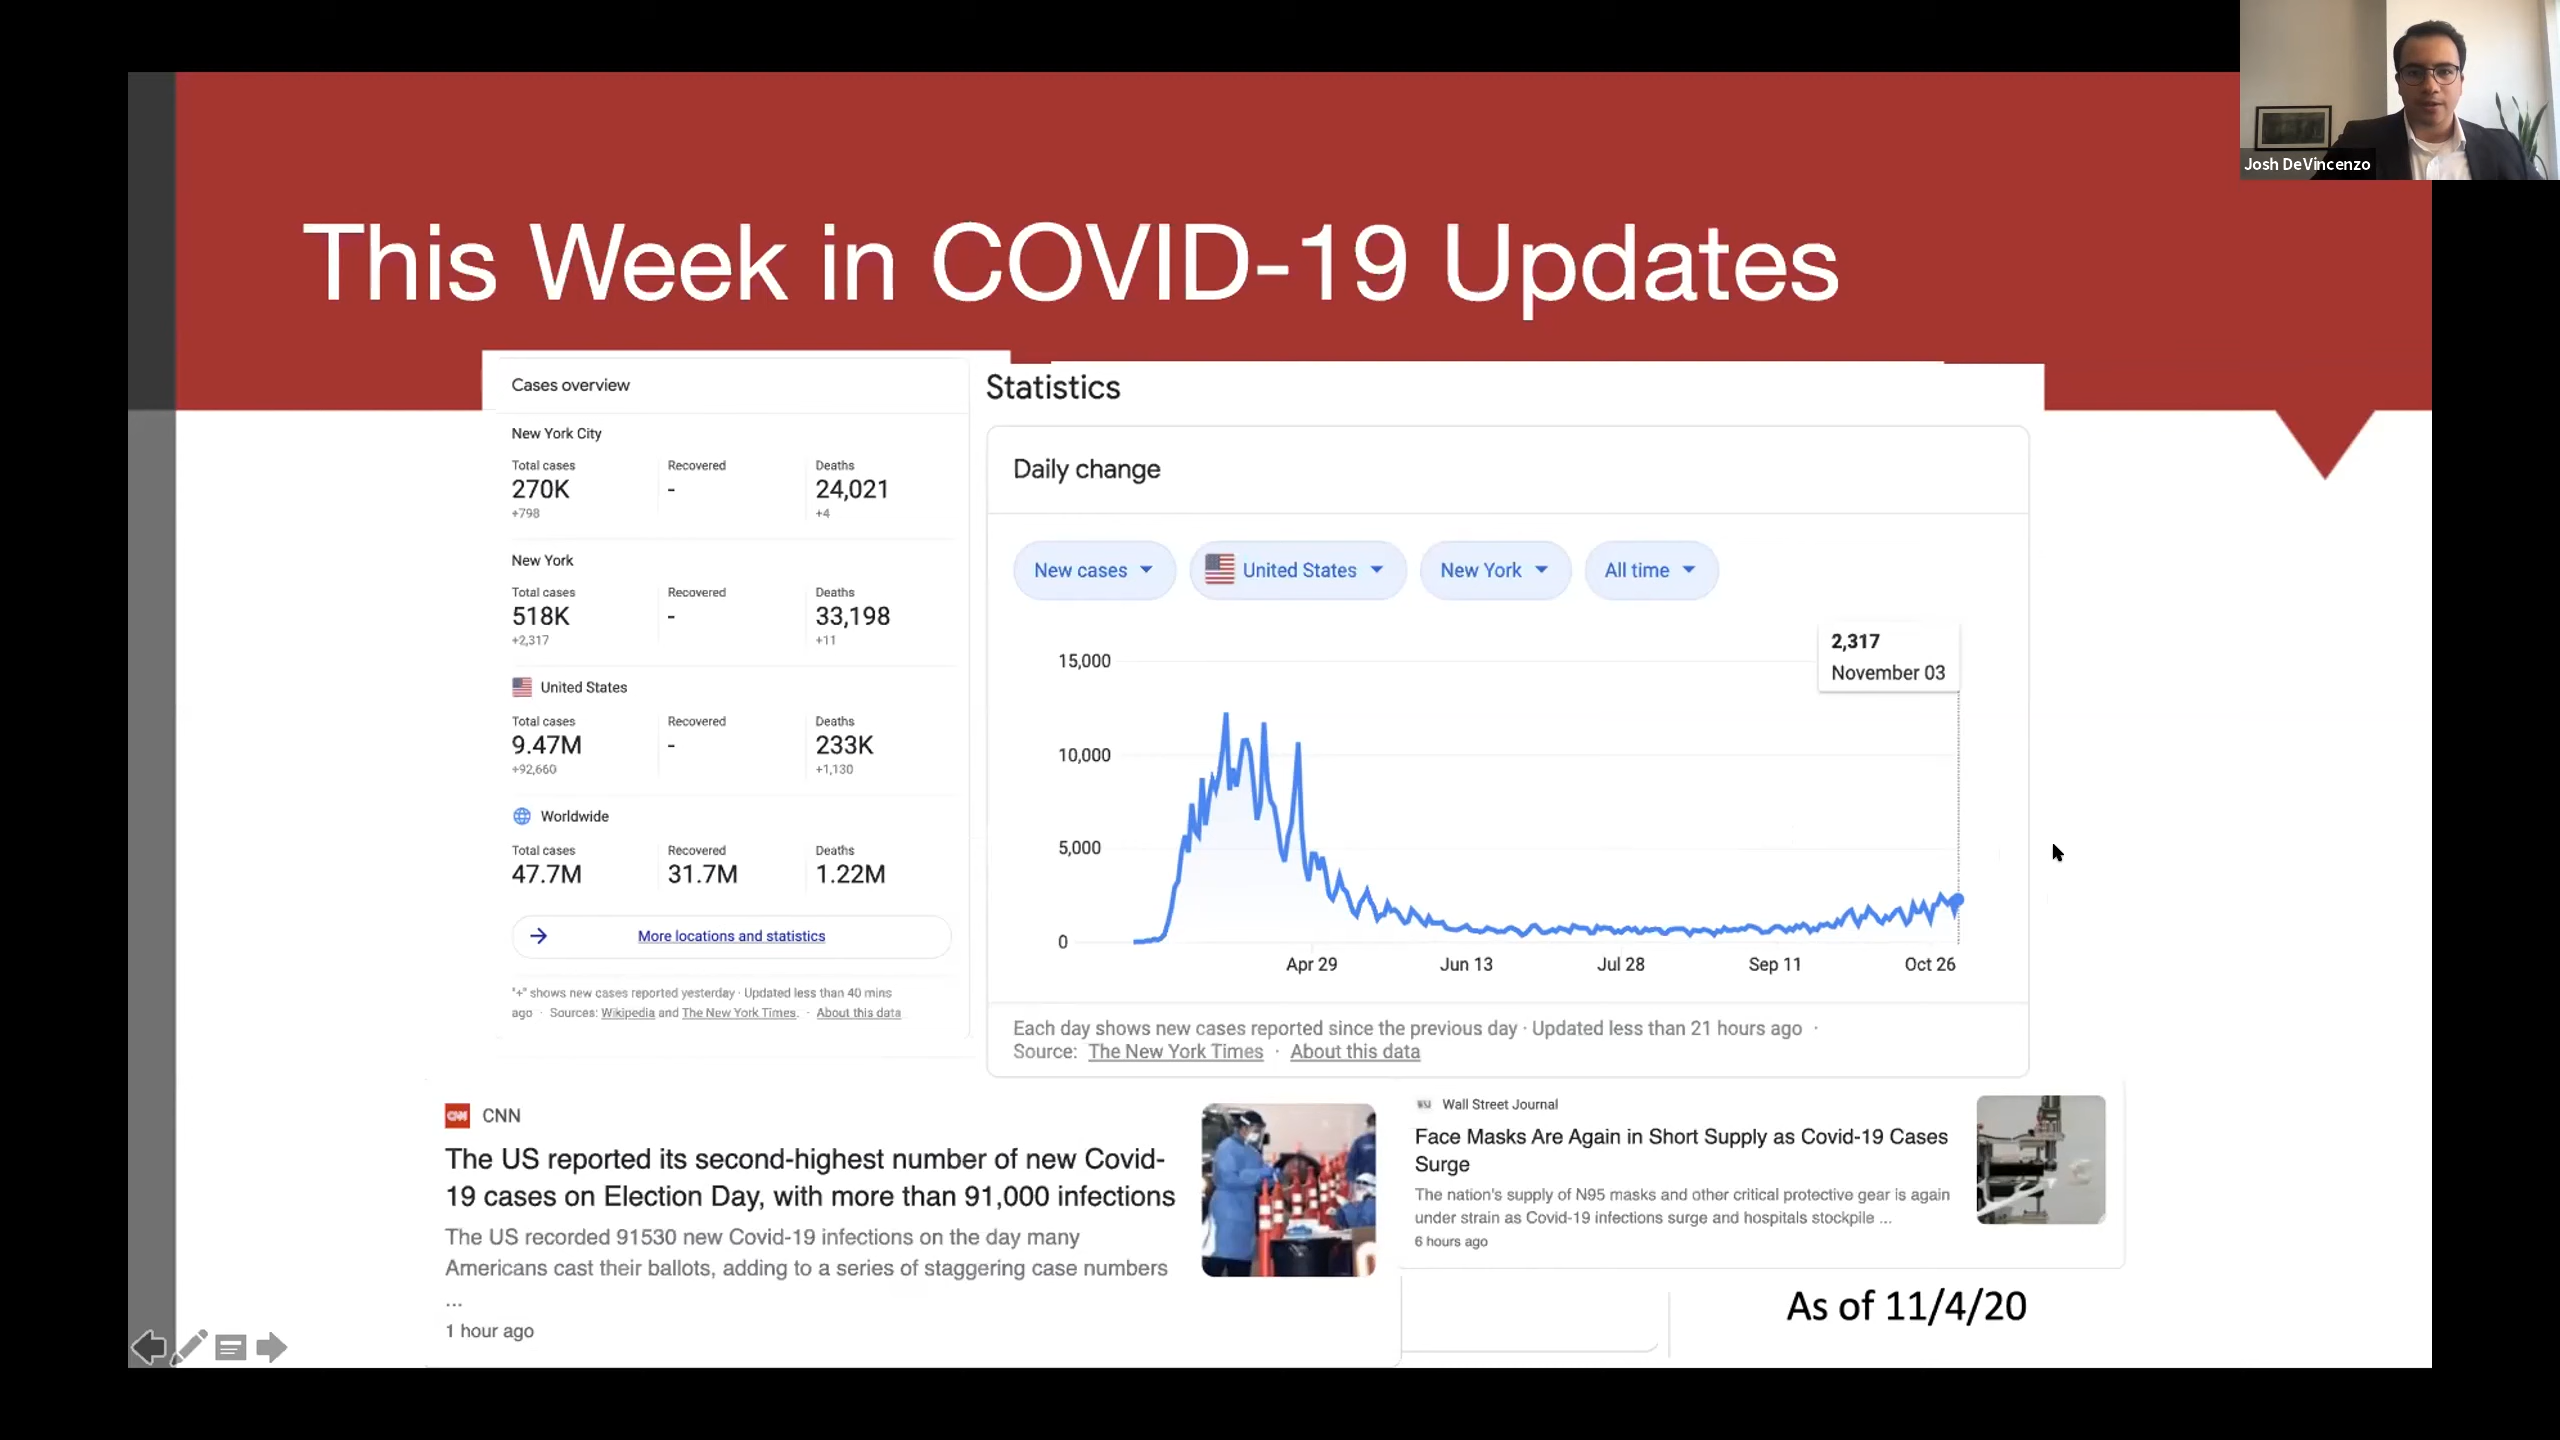 Josh DeVincenzo
This Week in COVID-19 Updates
Cases overview
New York City
Total cases Recovered Deaths
270K - 24,021
+798 +4
New York
Total cases Recovered Deaths
518K - 33,198
+2,317 +11
United States
Total cases Recovered Deaths
9.47M - 233K
+92,660 +1,130
Worldwide
Total cases Recovered Deaths
47.7M 31.7M 1.22M
More locations and statistics
"+" shows new cases reported yesterday · Updated less than 40 mins
ago · Sources: Wikipedia and The New York Times. · About this data
Statistics
Daily change
New cases United States New York All time
2,317
November 03
15,000
10,000
5,000
0
Apr 29 Jun 13 Jul 28 Sep 11 Oct 26
Each day shows new cases reported since the previous day · Updated less than 21 hours ago ·
Source: The New York Times · About this data
CNN CNN
The US reported its second-highest number of new Covid-
19 cases on Election Day, with more than 91,000 infections
The US recorded 91530 new Covid-19 infections on the day many
Americans cast their ballots, adding to a series of staggering case numbers
...
1 hour ago
WSJ Wall Street Journal
Face Masks Are Again in Short Supply as Covid-19 Cases
Surge
The nation's supply of N95 masks and other critical protective gear is again
under strain as Covid-19 infections surge and hospitals stockpile ...
6 hours ago
As of 11/4/20